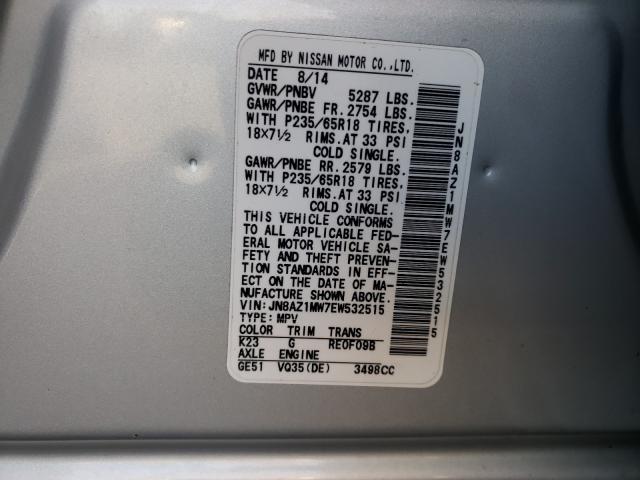 MFD BY NISSAN MOTOR CO.,LTD.
DATE 8/14
GVWR/PNBV 5287 LBS.
GAWR/PNBE FR. 2754 LBS.
WITH P235/65R18 TIRES,
18X7½ RIMS.AT 33 PSI
COLD SINGLE.
GAWR/PNBE RR. 2579 LBS.
WITH P235/65R18 TIRES,
18X7½ RIMS.AT 33 PSI
COLD SINGLE.
THIS VEHICLE CONFORMS
TO ALL APPLICABLE FED-
ERAL MOTOR VEHICLE SA-
FETY AND THEFT PREVEN-
TION STANDARDS IN EFF-
ECT ON THE DATE OF MA-
NUFACTURE SHOWN ABOVE.
VIN:JN8AZ1MW7EW532515
TYPE:MPV
COLOR TRIM TRANS
K23 G RE0F09B
AXLE ENGINE
GE51 VQ35(DE) 3498CC
JN8AZ1MW7EW532515